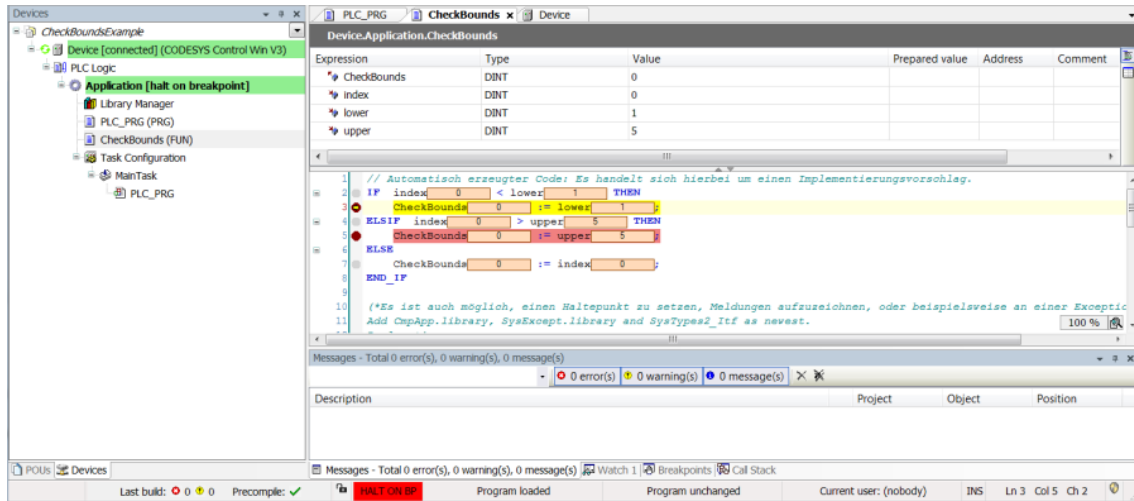 Devices
CheckBoundsExample
Device [connected] (CODESYS Control Win V3)
PLC Logic
Application [halt on breakpoint]
Library Manager
PLC_PRG (PRG)
CheckBounds (FUN)
Task Configuration
MainTask
PLC_PRG
POUs Devices
PLC_PRG CheckBounds x Device
Device.Application.CheckBounds
Expression Type Value Prepared value Address Comment
CheckBounds DINT 0
index DINT 0
lower DINT 1
upper DINT 5
1 // Automatisch erzeugter Code: Es handelt sich hierbei um einen Implementierungsvorschlag.
2 IF index 0 < lower 1 THEN
3 CheckBounds 0 := lower 1 ;
4 ELSIF index 0 > upper 5 THEN
5 CheckBounds 0 := upper 5 ;
6 ELSE
7 CheckBounds 0 := index 0 ;
8 END_IF
9
10 (*Es ist auch möglich, einen Haltepunkt zu setzen, Meldungen aufzuzeichnen, oder beispielsweise an einer Exceptio
11 Add CmpApp.library, SysExcept.library and SysTypes2_Itf as newest.
100 %
Messages - Total 0 error(s), 0 warning(s), 0 message(s)
0 error(s) 0 warning(s) 0 message(s)
Description Project Object Position
Messages - Total 0 error(s), 0 warning(s), 0 message(s) Watch 1 Breakpoints Call Stack
Last build: 0 0 Precompile: HALT ON BP Program loaded Program unchanged Current user: (nobody) INS Ln 3 Col 5 Ch 2